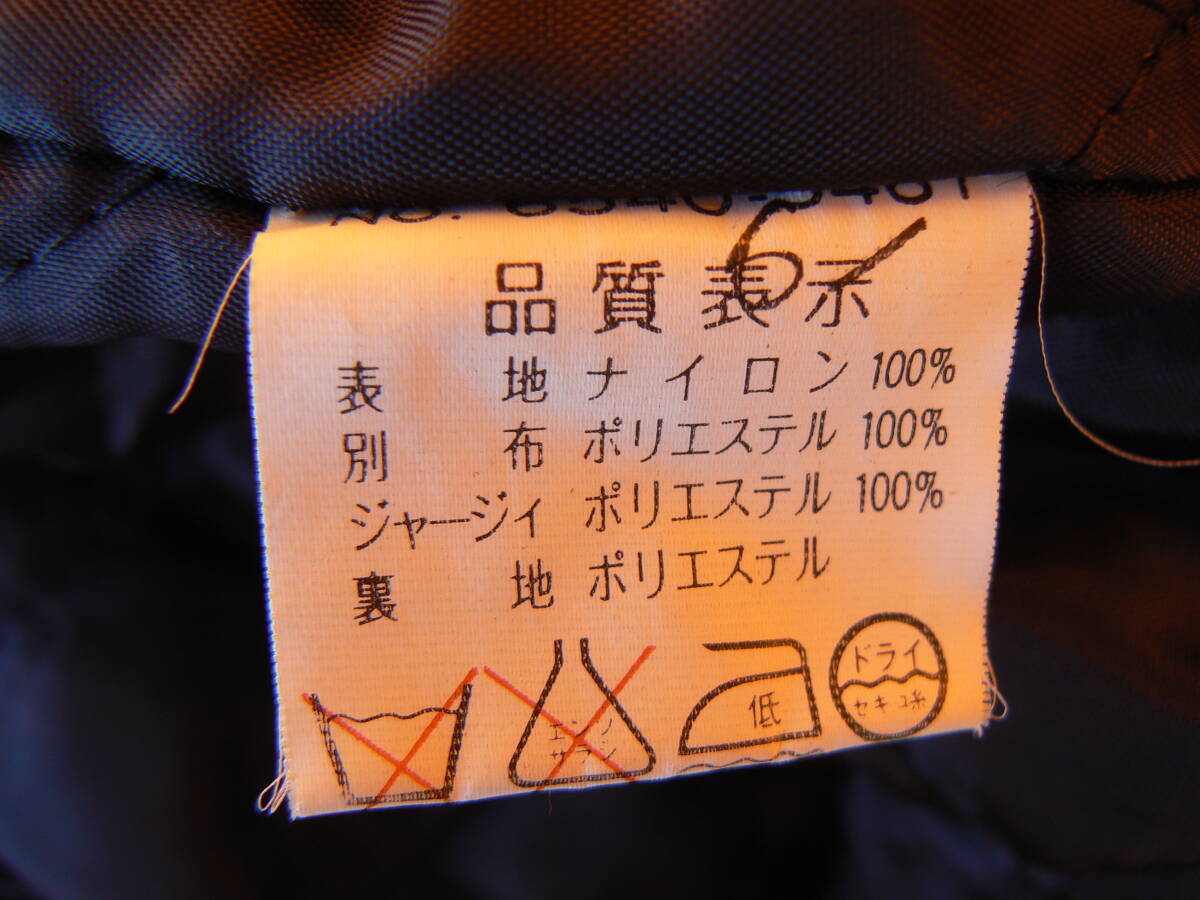 品質表示
表地 ナイロン 100%
別布 ポリエステル 100%
ジャージィ ポリエステル 100%
裏地 ポリエステル
エンソ
サラシ
低
ドライ
セキユ系